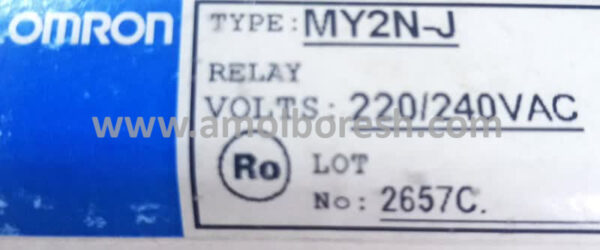 OMRON
TYPE: MY2N-J
RELAY
VOLTS: 220/240VAC
www.amolboresh.com
Ro LOT
No: 2657C.